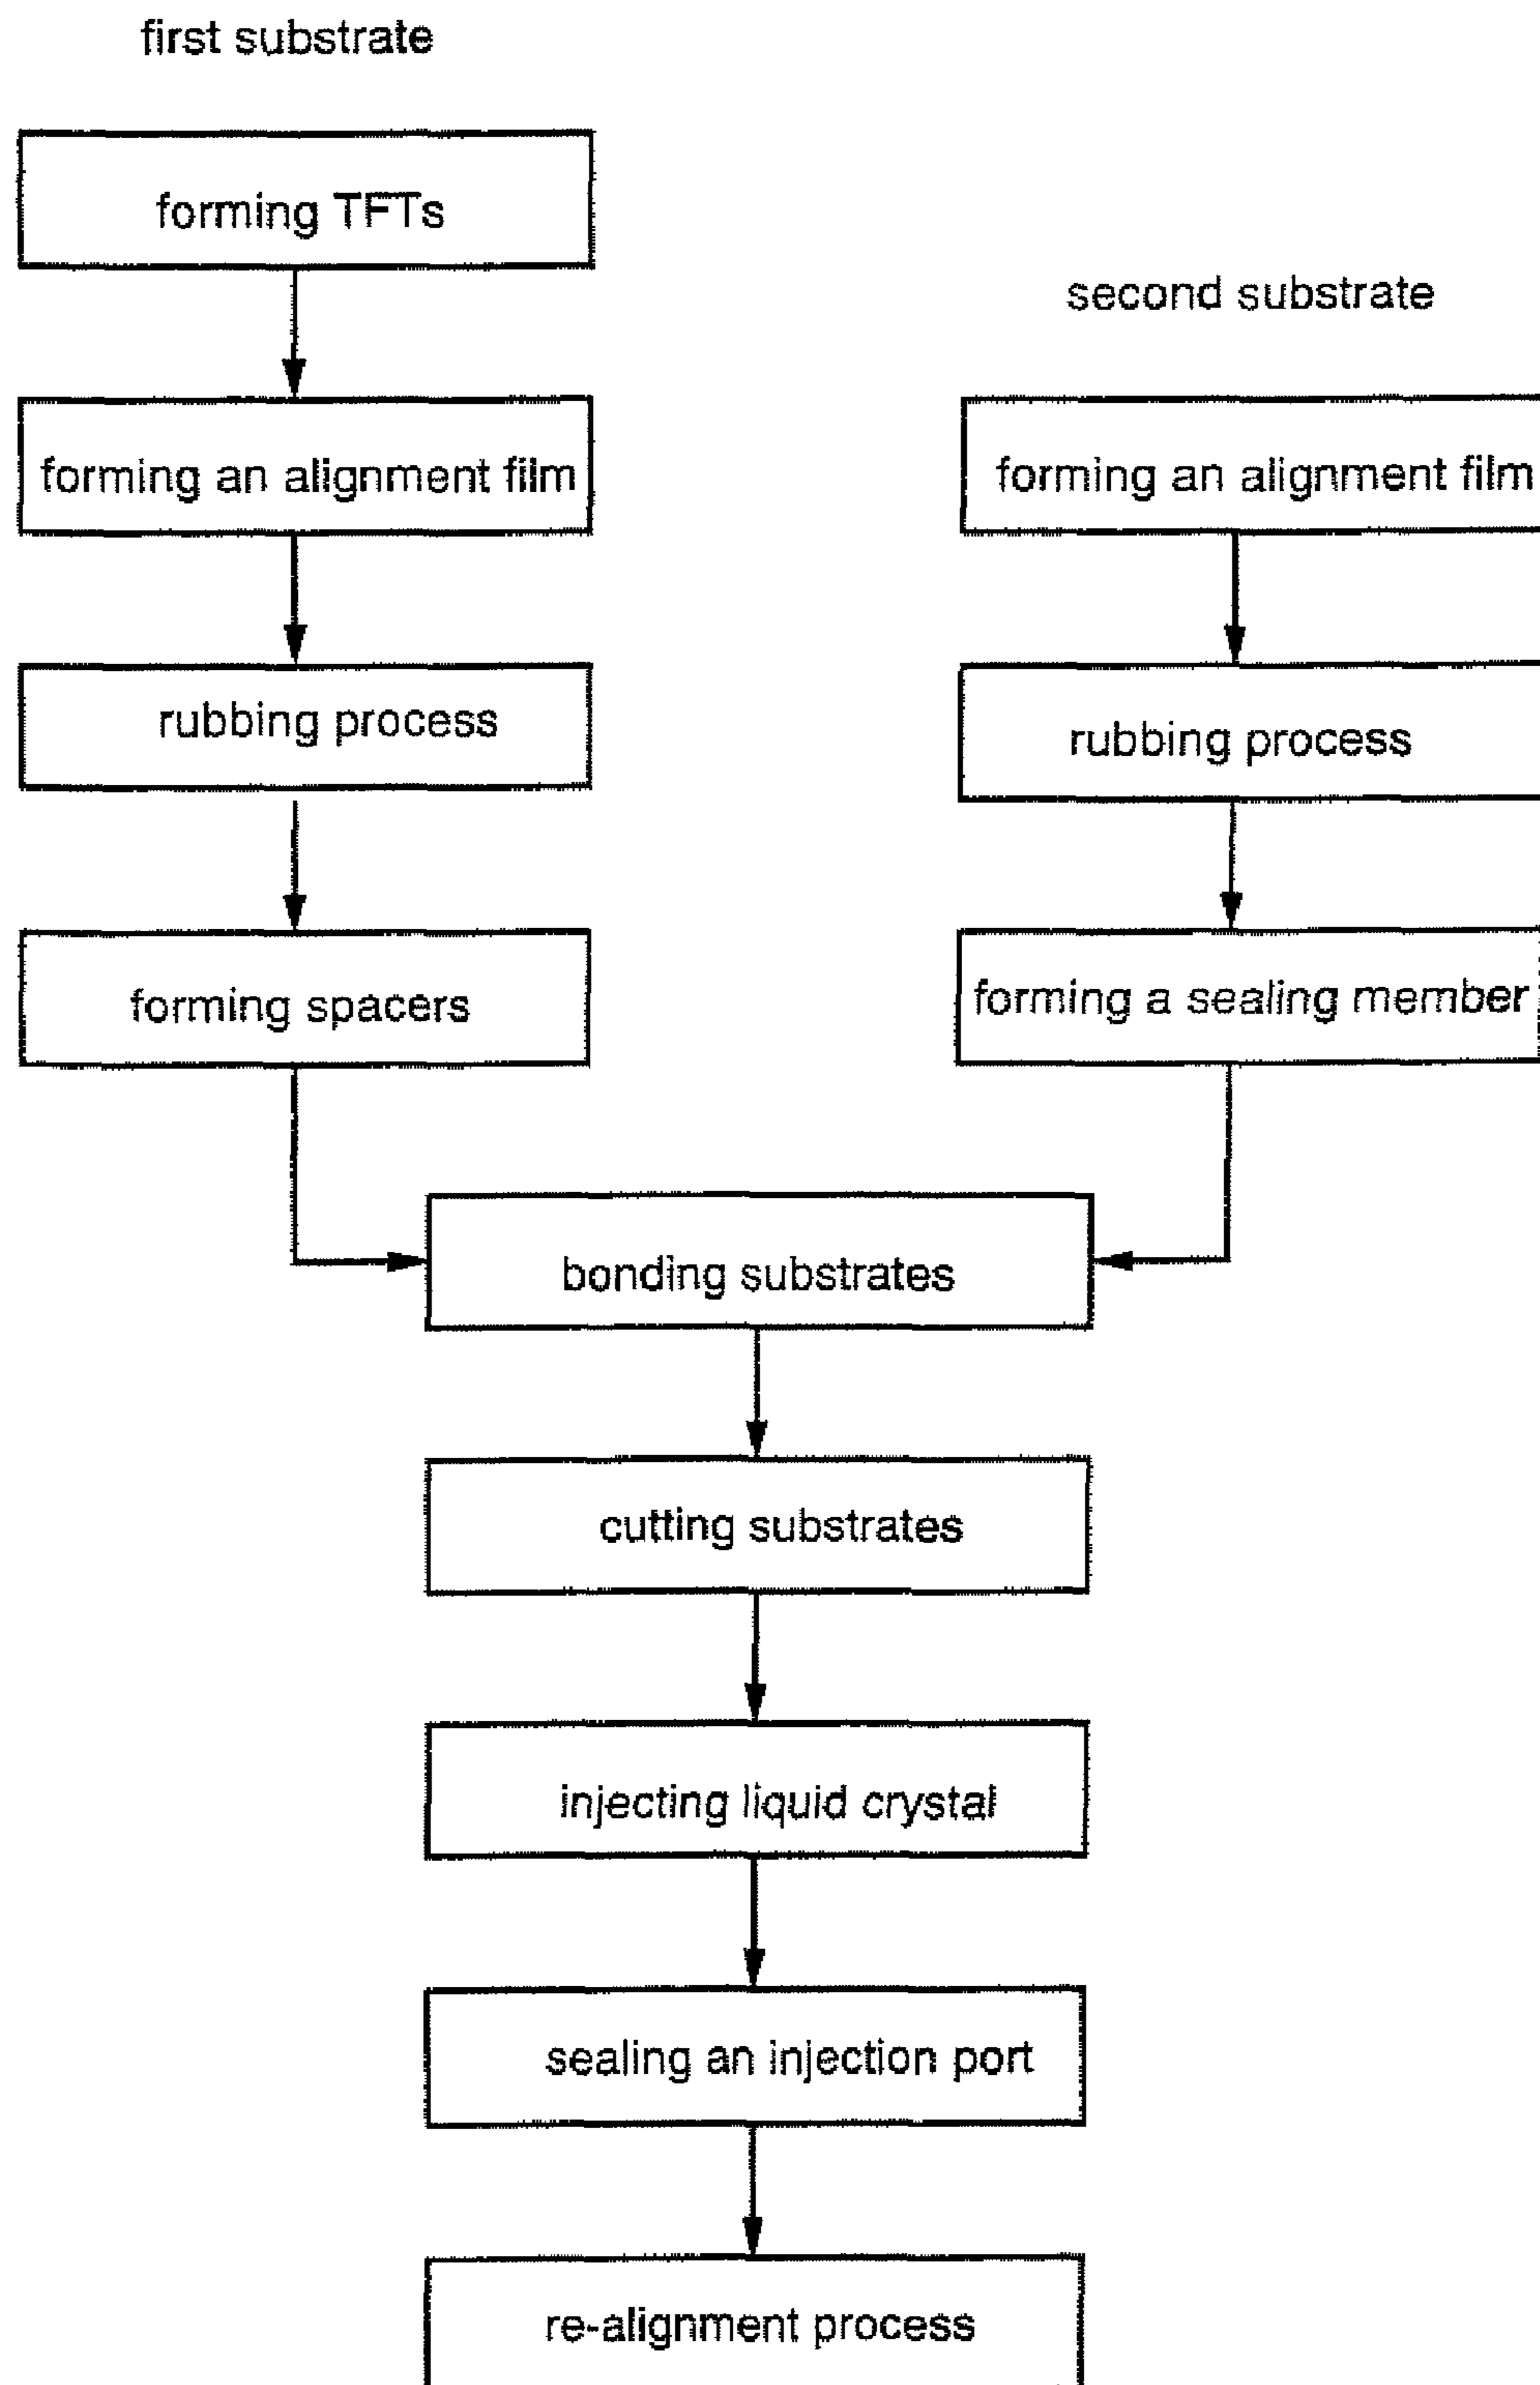 first substrate
forming TFTs
second substrate
forming an alignment film
forming an alignment film
rubbing process
rubbing process
forming spacers
forming a sealing member
bonding substrates
cutting substrates
injecting liquid crystal
sealing an injection port
re-alignment process